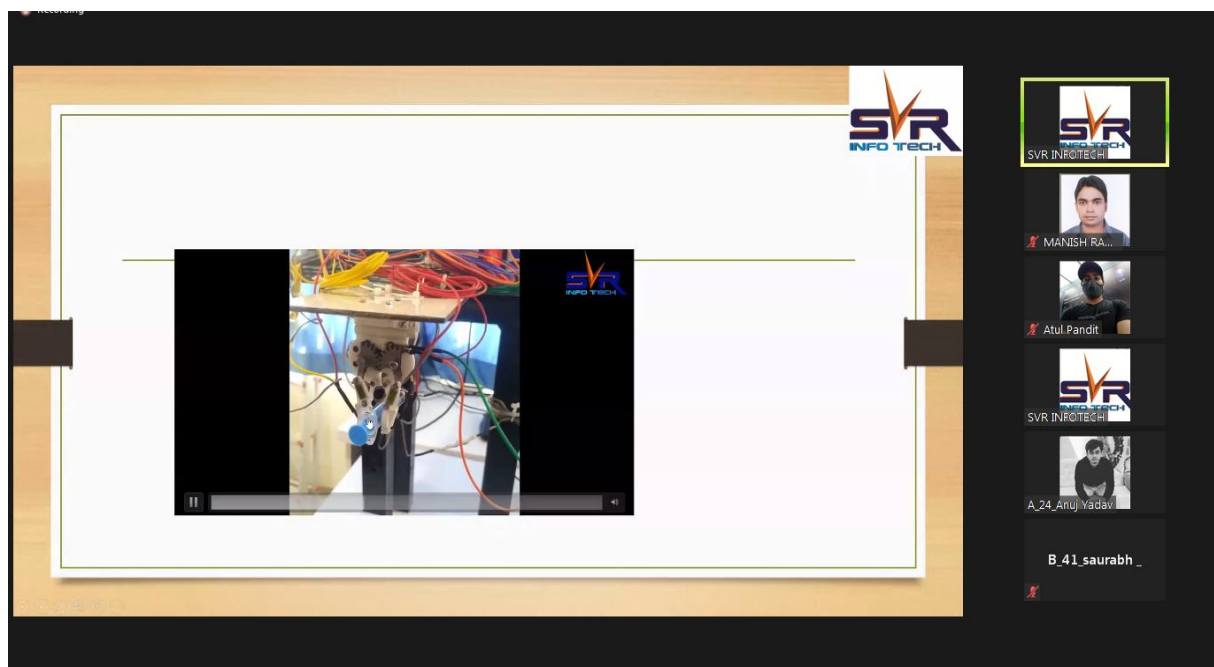 Recording
SVR
INFO TECH
SVR
INFO TECH
SVR
INFO TECH
SVR INFOTECH
MANISH RA...
Atul Pandit
SVR
INFO TECH
SVR INFOTECH
A_24_Anuj Yadav
B_41_saurabh _